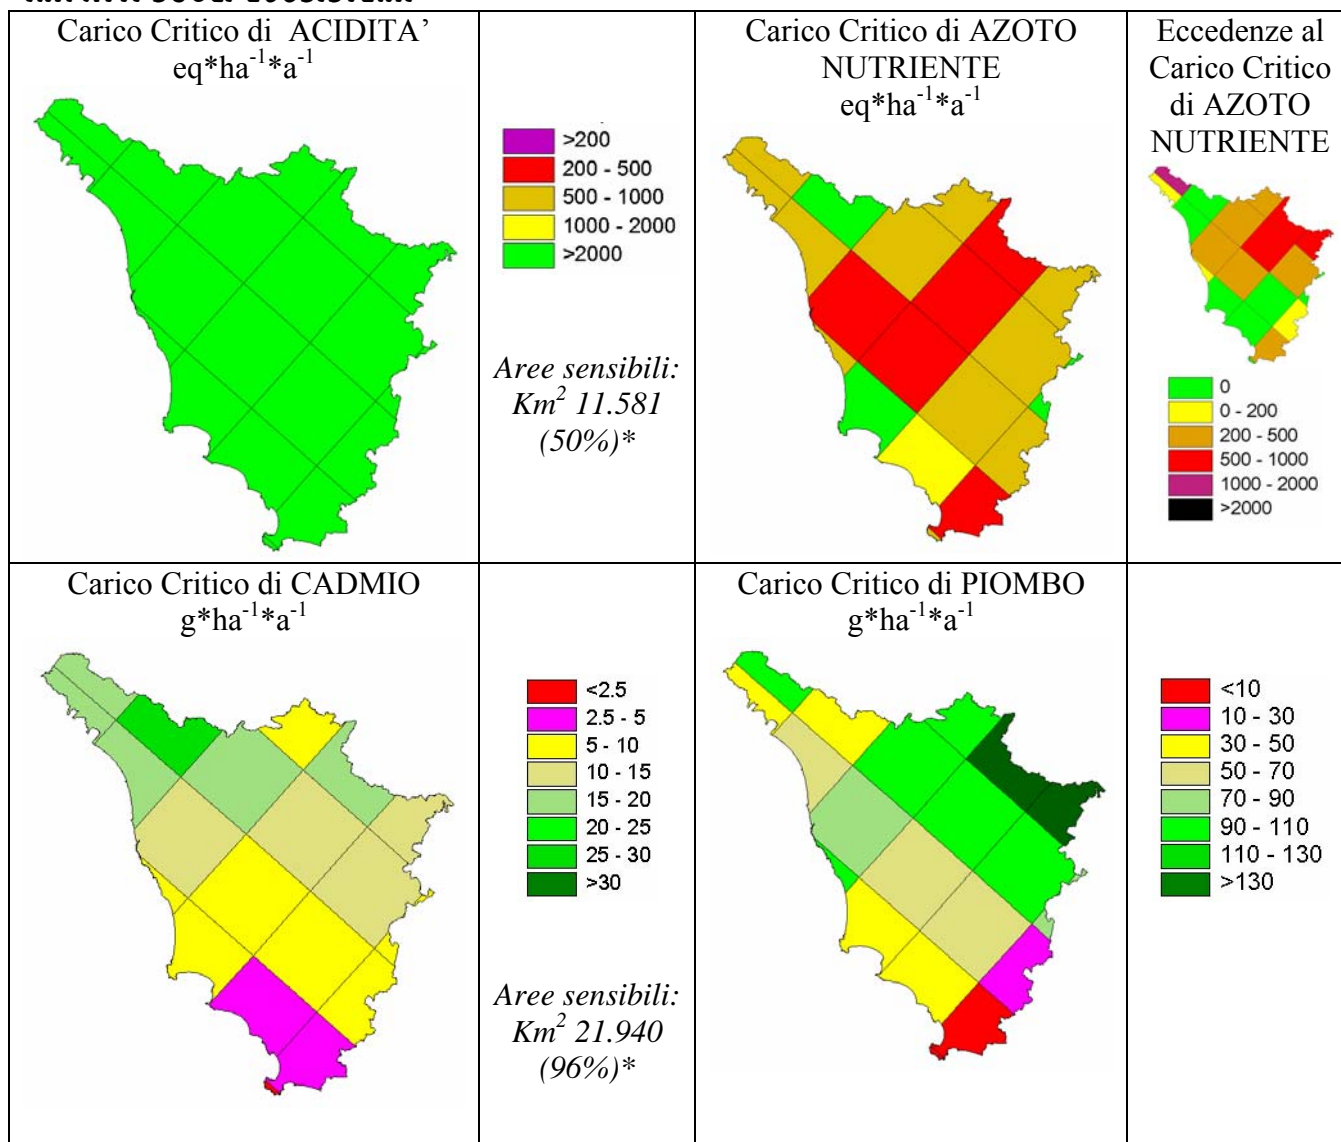 Carico Critico di ACIDITA’
eq*ha⁻¹*a⁻¹
>200
200 - 500
500 - 1000
1000 - 2000
>2000
Aree sensibili:
Km² 11.581
(50%)*
Carico Critico di AZOTO
NUTRIENTE
eq*ha⁻¹*a⁻¹
Eccedenze al
Carico Critico
di AZOTO
NUTRIENTE
0
0 - 200
200 - 500
500 - 1000
1000 - 2000
>2000
Carico Critico di CADMIO
g*ha⁻¹*a⁻¹
<2.5
2.5 - 5
5 - 10
10 - 15
15 - 20
20 - 25
25 - 30
>30
Aree sensibili:
Km² 21.940
(96%)*
Carico Critico di PIOMBO
g*ha⁻¹*a⁻¹
<10
10 - 30
30 - 50
50 - 70
70 - 90
90 - 110
110 - 130
>130